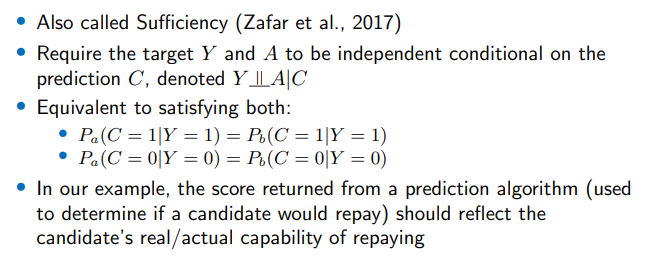 • Also called Sufficiency (Zafar et al., 2017)
• Require the target Y and A to be independent conditional on the
prediction C, denoted Y ⫫ A|C
• Equivalent to satisfying both:
• Pₐ(C = 1|Y = 1) = P_b(C = 1|Y = 1)
• Pₐ(C = 0|Y = 0) = P_b(C = 0|Y = 0)
• In our example, the score returned from a prediction algorithm (used
to determine if a candidate would repay) should reflect the
candidate's real/actual capability of repaying